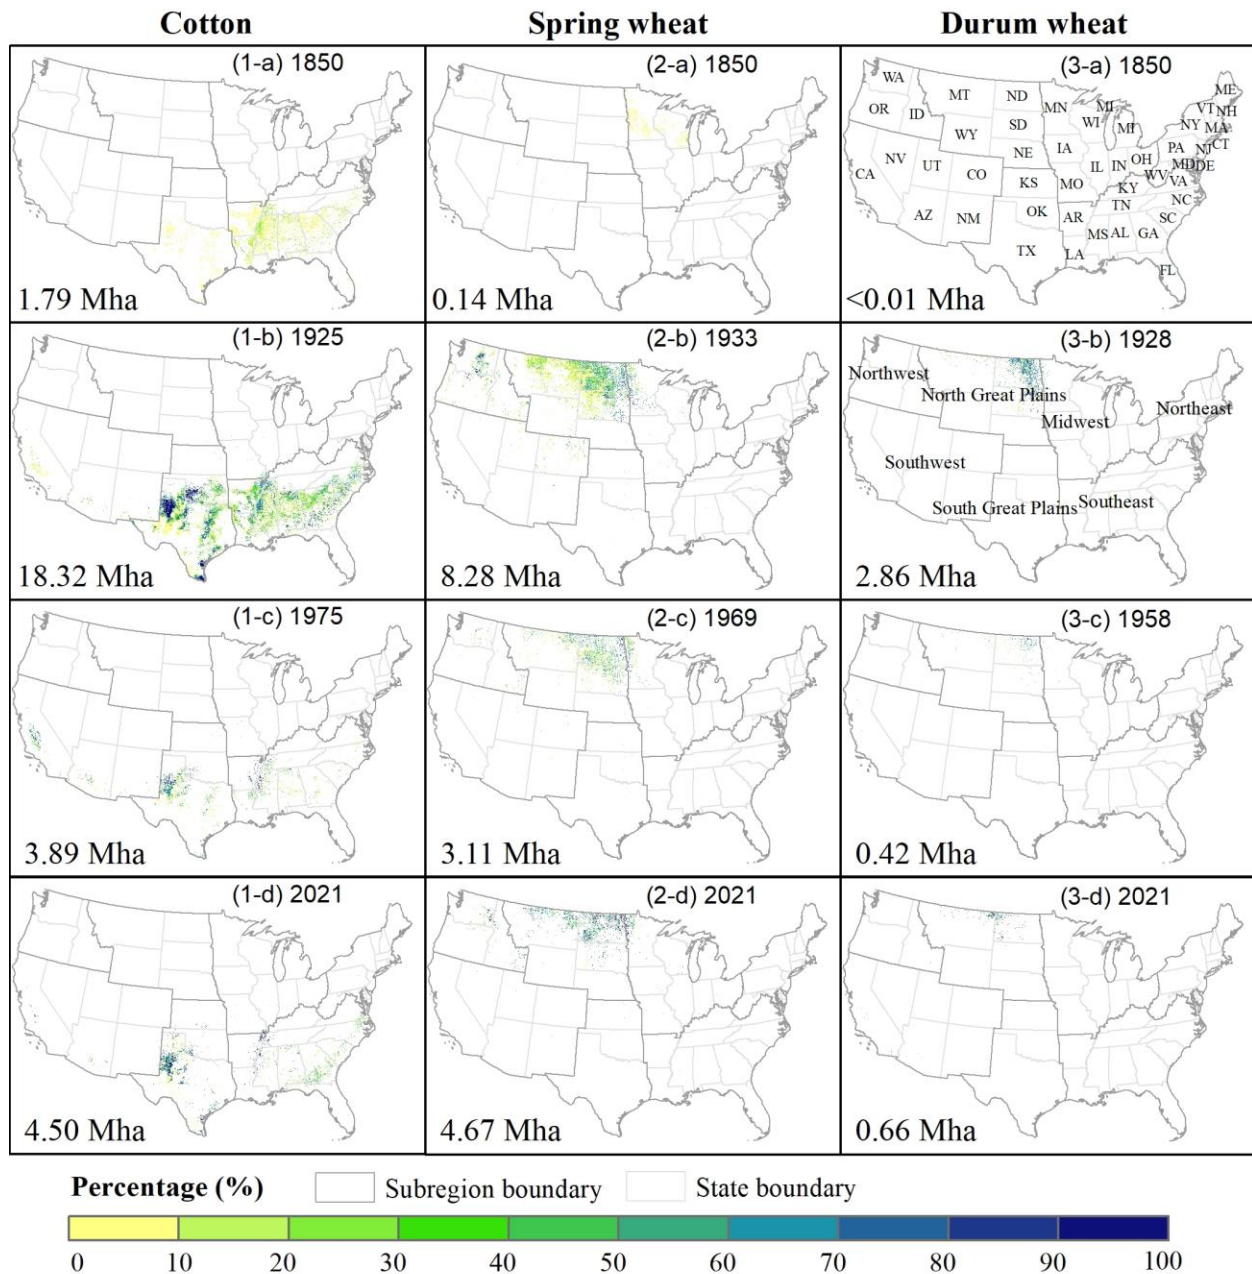 Cotton Spring wheat Durum wheat
(1-a) 1850
1.79 Mha
(2-a) 1850
0.14 Mha
(3-a) 1850
WA MT ND MN MI ME
OR ID SD WI MI VT NH
WY NY MA
NV UT NE IA PA NJ CT
CA CO IL IN OH MD DE
KS MO WV VA
KY
AZ NM OK AR TN NC
SC
MS AL GA
TX LA
FL
<0.01 Mha
(1-b) 1925
18.32 Mha
(2-b) 1933
8.28 Mha
(3-b) 1928
Northwest
North Great Plains
Northeast
Midwest
Southwest
South Great Plains
Southeast
2.86 Mha
(1-c) 1975
3.89 Mha
(2-c) 1969
3.11 Mha
(3-c) 1958
0.42 Mha
(1-d) 2021
4.50 Mha
(2-d) 2021
4.67 Mha
(3-d) 2021
0.66 Mha
Percentage (%) Subregion boundary State boundary
0 10 20 30 40 50 60 70 80 90 100